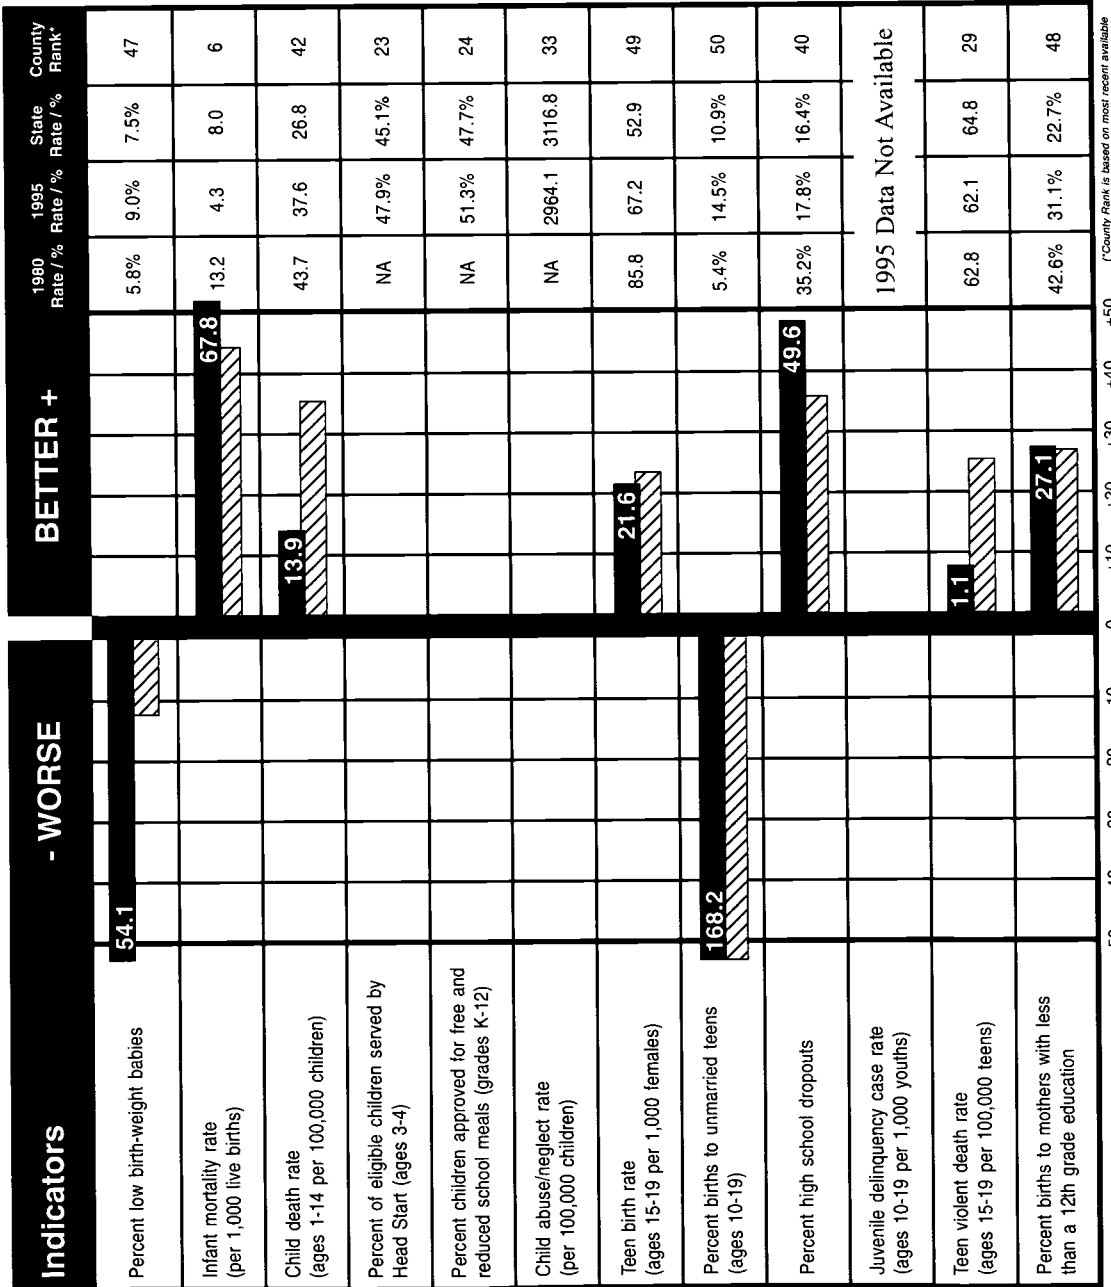 Indicators - WORSE BETTER + 1980 Rate / % 1995 Rate / % State Rate / % County Rank*
Percent low birth-weight babies 54.1 5.8% 9.0% 7.5% 47
Infant mortality rate
(per 1,000 live births) 67.8 13.2 4.3 8.0 6
Child death rate
(ages 1-14 per 100,000 children) 13.9 43.7 37.6 26.8 42
Percent of eligible children served by
Head Start (ages 3-4) NA 47.9% 45.1% 23
Percent children approved for free and
reduced school meals (grades K-12) NA 51.3% 47.7% 24
Child abuse/neglect rate
(per 100,000 children) NA 2964.1 3116.8 33
Teen birth rate
(ages 15-19 per 1,000 females) 21.6 85.8 67.2 52.9 49
Percent births to unmarried teens
(ages 10-19) 168.2 5.4% 14.5% 10.9% 50
Percent high school dropouts 49.6 35.2% 17.8% 16.4% 40
Juvenile delinquency case rate
(ages 10-19 per 1,000 youths) 1995 Data Not Available
Teen violent death rate
(ages 15-19 per 100,000 teens) 1.1 62.8 62.1 64.8 29
Percent births to mothers with less
than a 12th grade education 27.1 42.6% 31.1% 22.7% 48
(*County Rank is based on most recent available